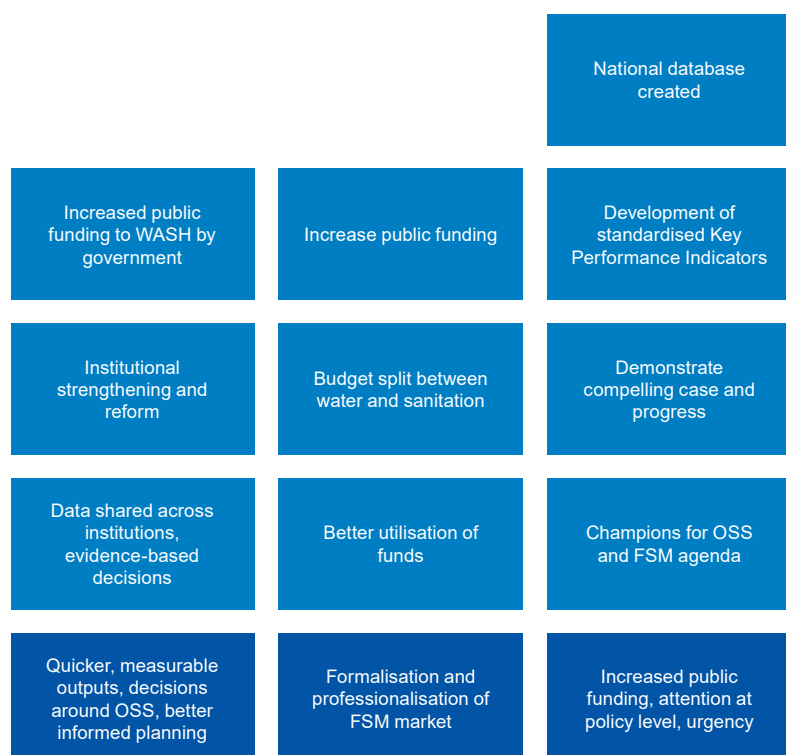 National database
created
Increased public
funding to WASH by
government
Increase public funding
Development of
standardised Key
Performance Indicators
Institutional
strengthening and
reform
Budget split between
water and sanitation
Demonstrate
compelling case and
progress
Data shared across
institutions,
evidence-based
decisions
Better utilisation of
funds
Champions for OSS
and FSM agenda
Quicker, measurable
outputs, decisions
around OSS, better
informed planning
Formalisation and
professionalisation of
FSM market
Increased public
funding, attention at
policy level, urgency